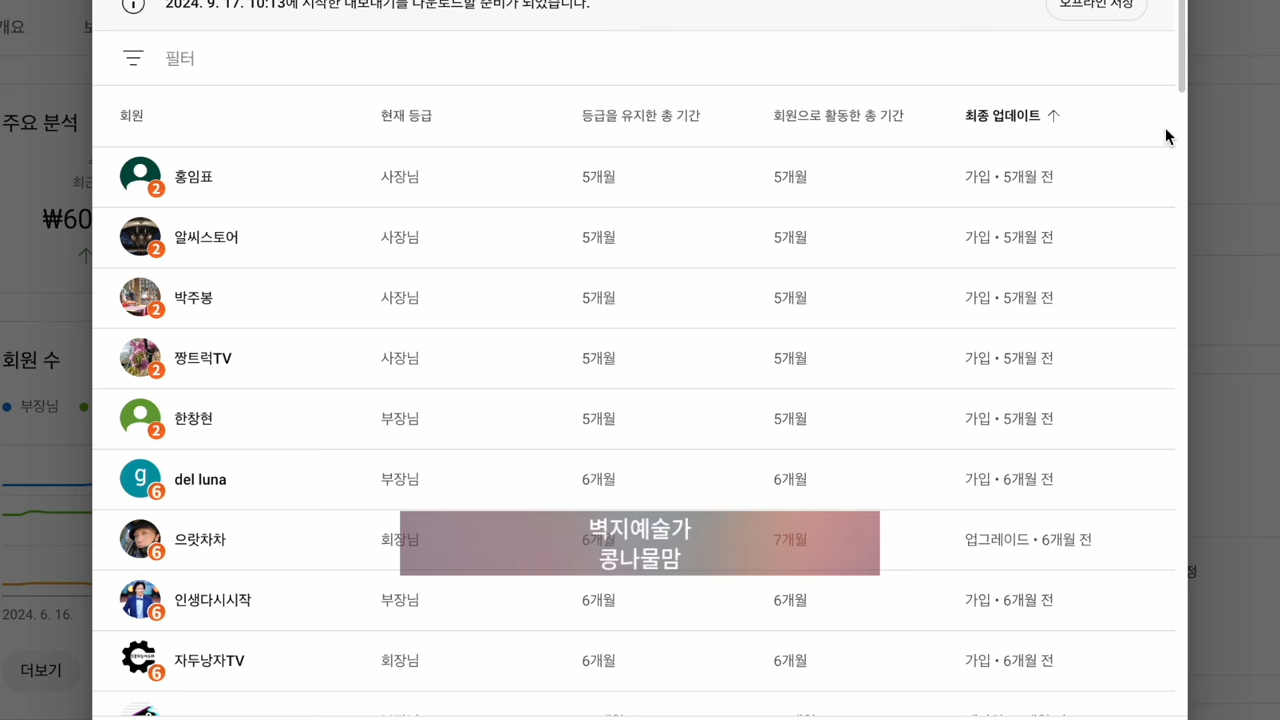 2024. 9. 17. 10:13에 시작한 내보내기를 다운로드할 준비가 되었습니다.
오프라인 저장
개요
필터
회원 현재 등급 등급을 유지한 총 기간 회원으로 활동한 총 기간 최종 업데이트
주요 분석
홍임표 사장님 5개월 5개월 가입 • 5개월 전
최근
₩60
알씨스토어 사장님 5개월 5개월 가입 • 5개월 전
박주봉 사장님 5개월 5개월 가입 • 5개월 전
회원 수
짱트럭TV 사장님 5개월 5개월 가입 • 5개월 전
부장님
한창현 부장님 5개월 5개월 가입 • 5개월 전
g
del luna 부장님 6개월 6개월 가입 • 6개월 전
벽지예술가
콩나물맘
으랏차차 회장님 6개월 7개월 업그레이드 • 6개월 전
인생다시시작 부장님 6개월 6개월 가입 • 6개월 전
2024. 6. 16.
자두낭자TV 회장님 6개월 6개월 가입 • 6개월 전
더보기